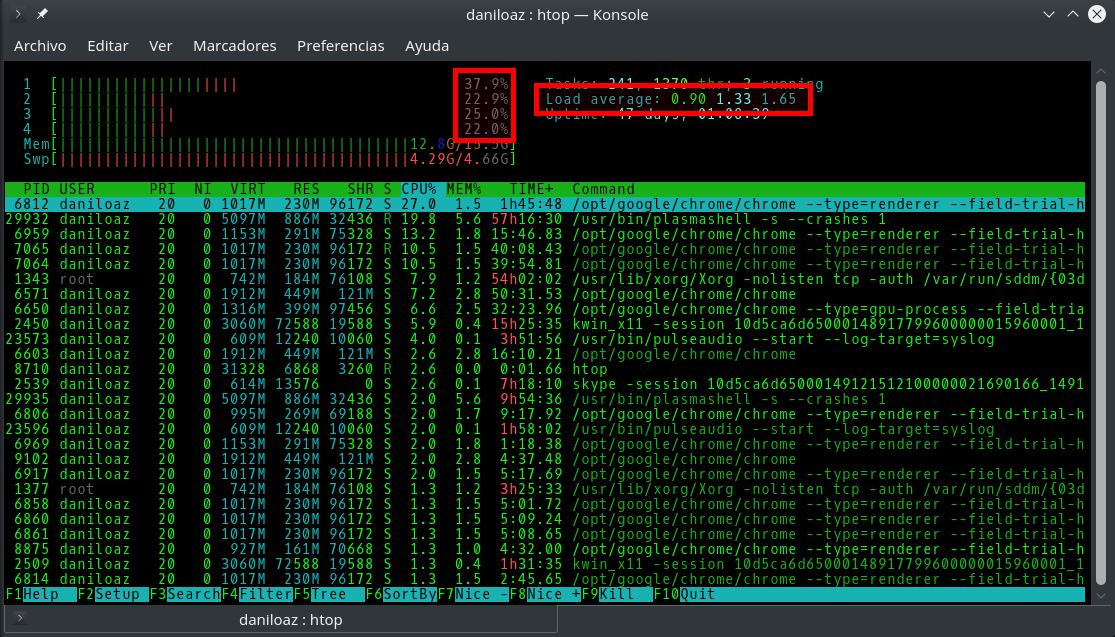 daniloaz : htop — Konsole
Archivo Editar Ver Marcadores Preferencias Ayuda
1 [|||||||||||||||||||| 37.9%] Tasks: 241, 1370 thr; 3 running
2 [|||||||||||| 22.9%] Load average: 0.90 1.33 1.65
3 [||||||||||||| 25.0%] Uptime: 47 days, 01:08:39
4 [|||||||||||| 22.0%]
Mem[|||||||||||||||||||||||||||||||||||||||12.8G/15.5G]
Swp[|||||||||||||||||||||||||||||||||||||||4.29G/4.66G]
PID USER PRI NI VIRT RES SHR S CPU% MEM% TIME+ Command
6812 daniloaz 20 0 1017M 230M 96172 S 27.0 1.5 1h45:48 /opt/google/chrome/chrome --type=renderer --field-trial-h
29932 daniloaz 20 0 5097M 886M 32436 R 19.8 5.6 57h16:30 /usr/bin/plasmashell -s --crashes 1
6959 daniloaz 20 0 1153M 291M 75328 S 13.2 1.8 15:46.83 /opt/google/chrome/chrome --type=renderer --field-trial-h
7065 daniloaz 20 0 1017M 230M 96172 R 10.5 1.5 40:08.43 /opt/google/chrome/chrome --type=renderer --field-trial-h
7064 daniloaz 20 0 1017M 230M 96172 S 10.5 1.5 39:54.81 /opt/google/chrome/chrome --type=renderer --field-trial-h
1343 root 20 0 742M 184M 76108 S 7.9 1.2 54h02:02 /usr/lib/xorg/Xorg -nolisten tcp -auth /var/run/sddm/{03d
6571 daniloaz 20 0 1912M 449M 121M S 7.2 2.8 50:31.53 /opt/google/chrome/chrome
6650 daniloaz 20 0 1316M 399M 97456 S 6.6 2.5 32:23.96 /opt/google/chrome/chrome --type=gpu-process --field-tria
2450 daniloaz 20 0 3060M 72588 19588 S 5.9 0.4 15h25:35 kwin_x11 -session 10d5ca6d6500014891779960000001596​0001_1
23573 daniloaz 20 0 609M 12240 10060 S 4.0 0.1 3h51:56 /usr/bin/pulseaudio --start --log-target=syslog
6603 daniloaz 20 0 1912M 449M 121M S 2.6 2.8 16:10.21 /opt/google/chrome/chrome
8710 daniloaz 20 0 31328 6868 3260 R 2.6 0.0 0:01.66 htop
2539 daniloaz 20 0 614M 13576 0 S 2.6 0.1 7h18:10 skype -session 10d5ca6d65000149121512100000021690166_1491
29935 daniloaz 20 0 5097M 886M 32436 S 2.0 5.6 9h54:36 /usr/bin/plasmashell -s --crashes 1
6806 daniloaz 20 0 995M 269M 69188 S 2.0 1.7 9:17.92 /opt/google/chrome/chrome --type=renderer --field-trial-h
23596 daniloaz 20 0 609M 12240 10060 S 2.0 0.1 1h58:02 /usr/bin/pulseaudio --start --log-target=syslog
6969 daniloaz 20 0 1153M 291M 75328 S 2.0 1.8 1:18.38 /opt/google/chrome/chrome --type=renderer --field-trial-h
9102 daniloaz 20 0 1912M 449M 121M S 2.0 2.8 4:37.48 /opt/google/chrome/chrome
6917 daniloaz 20 0 1017M 230M 96172 S 2.0 1.5 5:17.69 /opt/google/chrome/chrome --type=renderer --field-trial-h
1377 root 20 0 742M 184M 76108 S 1.3 1.2 3h25:33 /usr/lib/xorg/Xorg -nolisten tcp -auth /var/run/sddm/{03d
6858 daniloaz 20 0 1017M 230M 96172 S 1.3 1.5 5:01.72 /opt/google/chrome/chrome --type=renderer --field-trial-h
6860 daniloaz 20 0 1017M 230M 96172 S 1.3 1.5 5:09.24 /opt/google/chrome/chrome --type=renderer --field-trial-h
6861 daniloaz 20 0 1017M 230M 96172 S 1.3 1.5 5:08.65 /opt/google/chrome/chrome --type=renderer --field-trial-h
8875 daniloaz 20 0 927M 161M 70668 S 1.3 1.0 4:32.00 /opt/google/chrome/chrome --type=renderer --field-trial-h
2509 daniloaz 20 0 3060M 72588 19588 S 1.3 0.4 1h31:35 kwin_x11 -session 10d5ca6d65000148917799600000015960001_1
6814 daniloaz 20 0 1017M 230M 96172 S 1.3 1.5 2:45.65 /opt/google/chrome/chrome --type=renderer --field-trial-h
F1Help F2Setup F3SearchF4FilterF5Tree F6SortByF7Nice -F8Nice +F9Kill F10Quit
daniloaz : htop